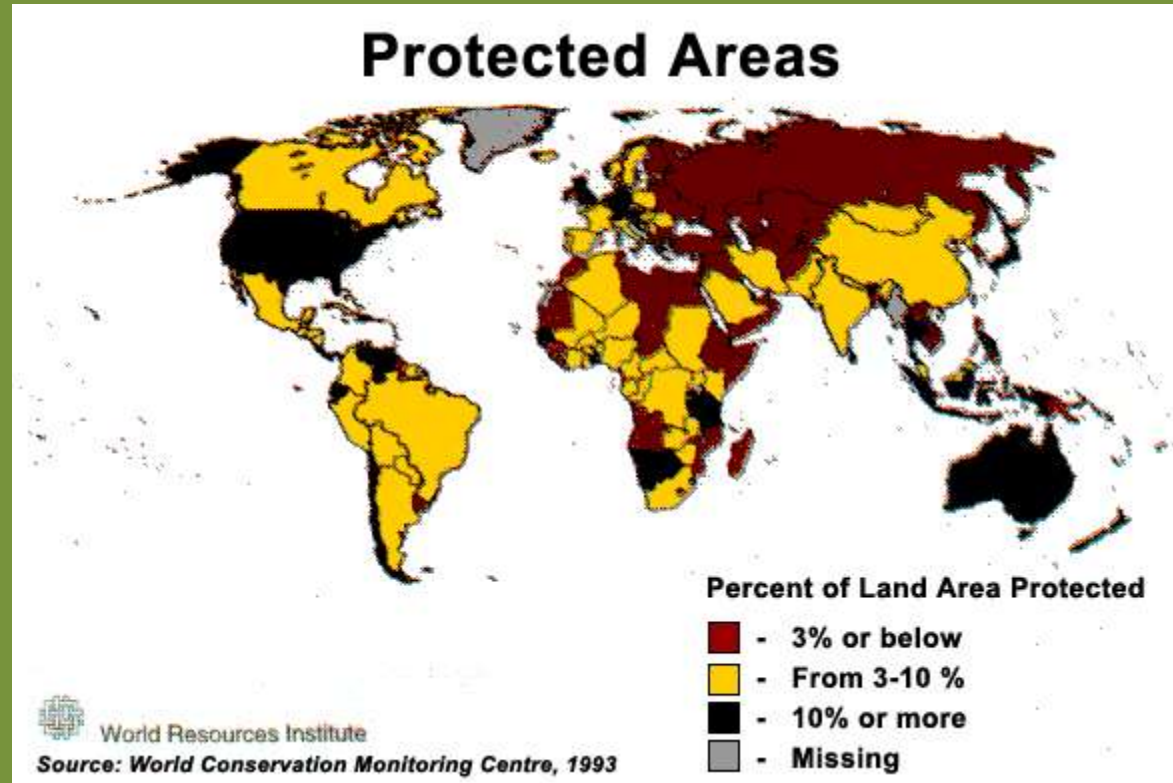 Protected Areas
Percent of Land Area Protected
- 3% or below
- From 3-10 %
- 10% or more
- Missing
World Resources Institute
Source: World Conservation Monitoring Centre, 1993